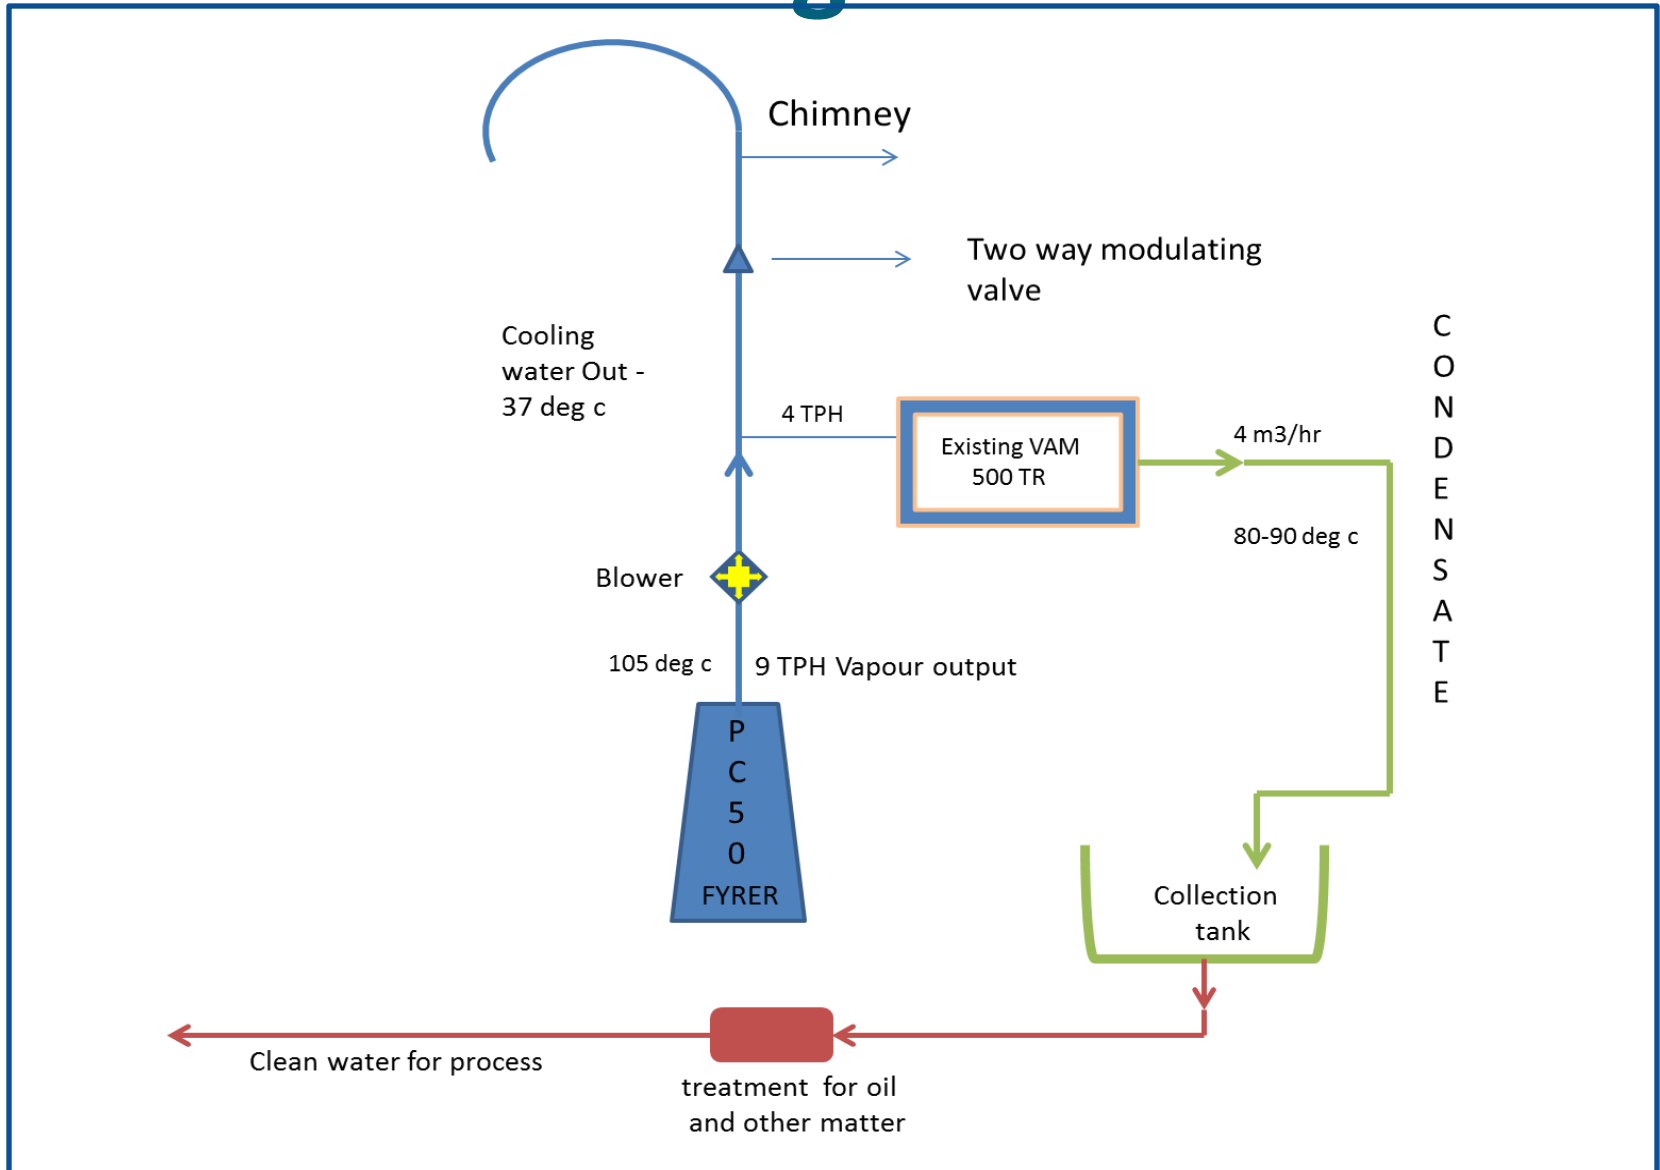 Chimney
Two way modulating
valve
Cooling
water Out -
37 deg c
4 TPH
Existing VAM
500 TR
4 m3/hr
80-90 deg c
C
O
N
D
E
N
S
A
T
E
Blower
105 deg c
9 TPH Vapour output
P
C
5
0
FYRER
Collection
tank
Clean water for process
treatment for oil
and other matter